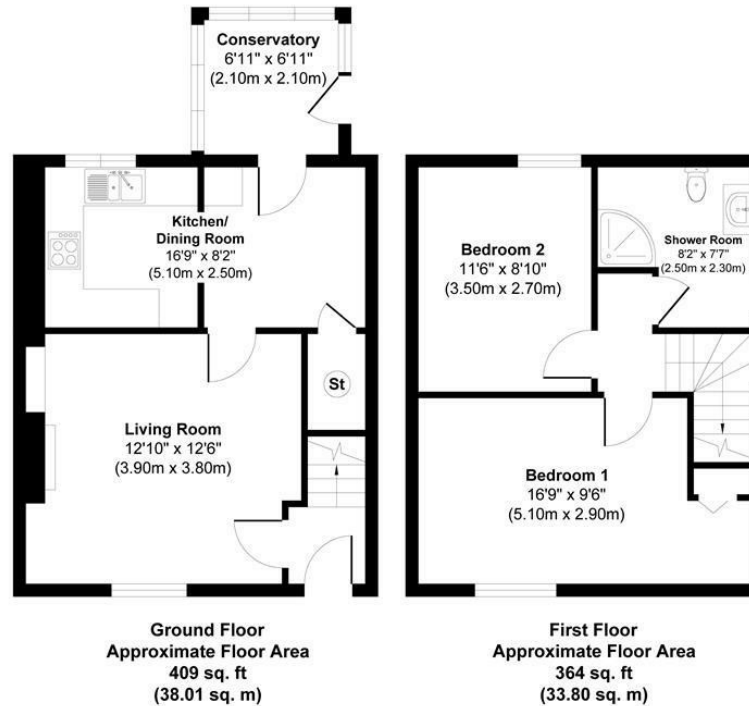 Conservatory
6'11" x 6'11"
(2.10m x 2.10m)
Kitchen/
Dining Room
16'9" x 8'2"
(5.10m x 2.50m)
St
Living Room
12'10" x 12'6"
(3.90m x 3.80m)
Ground Floor
Approximate Floor Area
409 sq. ft
(38.01 sq. m)
Bedroom 2
11'6" x 8'10"
(3.50m x 2.70m)
Shower Room
8'2" x 7'7"
(2.50m x 2.30m)
Bedroom 1
16'9" x 9'6"
(5.10m x 2.90m)
First Floor
Approximate Floor Area
364 sq. ft
(33.80 sq. m)